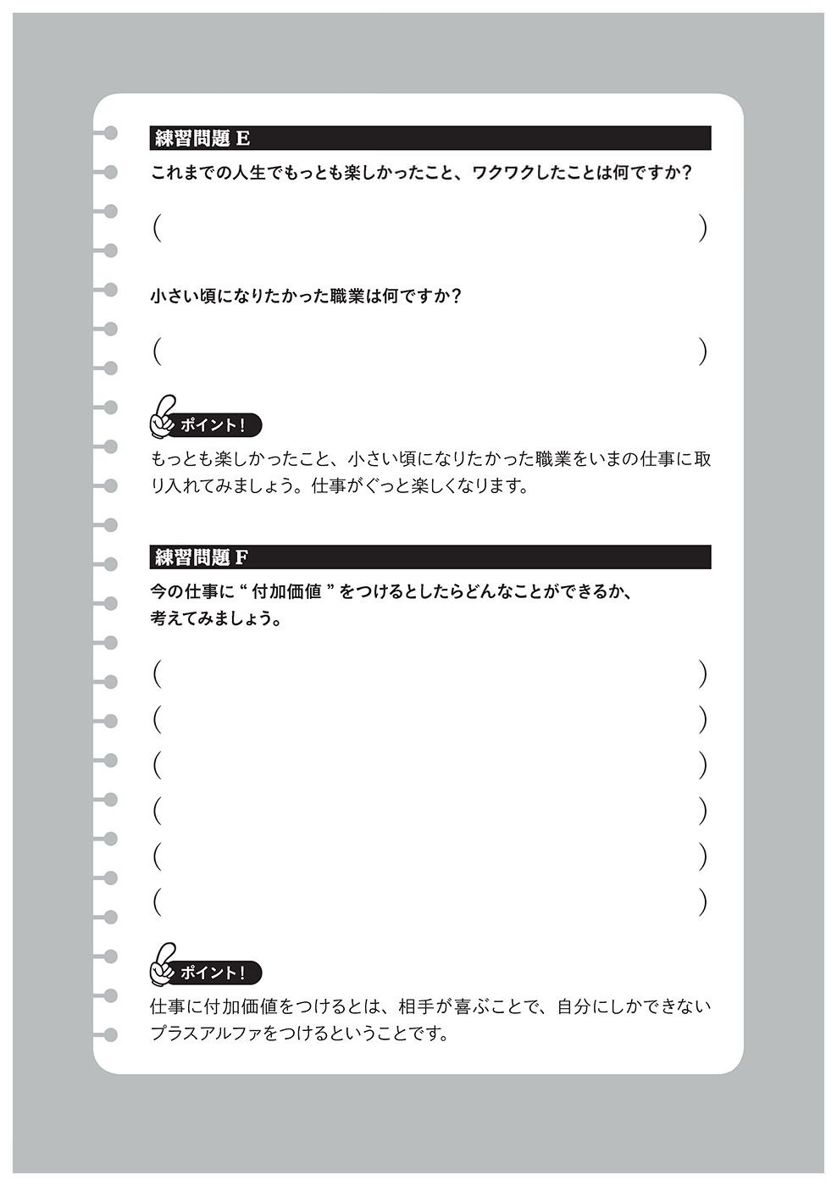 練習問題 E
これまでの人生でもっとも楽しかったこと、ワクワクしたことは何ですか？
(　　　)
小さい頃になりたかった職業は何ですか？
(　　　)
ポイント！
もっとも楽しかったこと、小さい頃になりたかった職業をいまの仕事に取
り入れてみましょう。仕事がぐっと楽しくなります。
練習問題 F
今の仕事に“付加価値”をつけるとしたらどんなことができるか、
考えてみましょう。
(　　　)
(　　　)
(　　　)
(　　　)
(　　　)
(　　　)
ポイント！
仕事に付加価値をつけるとは、相手が喜ぶことで、自分にしかできない
プラスアルファをつけるということです。